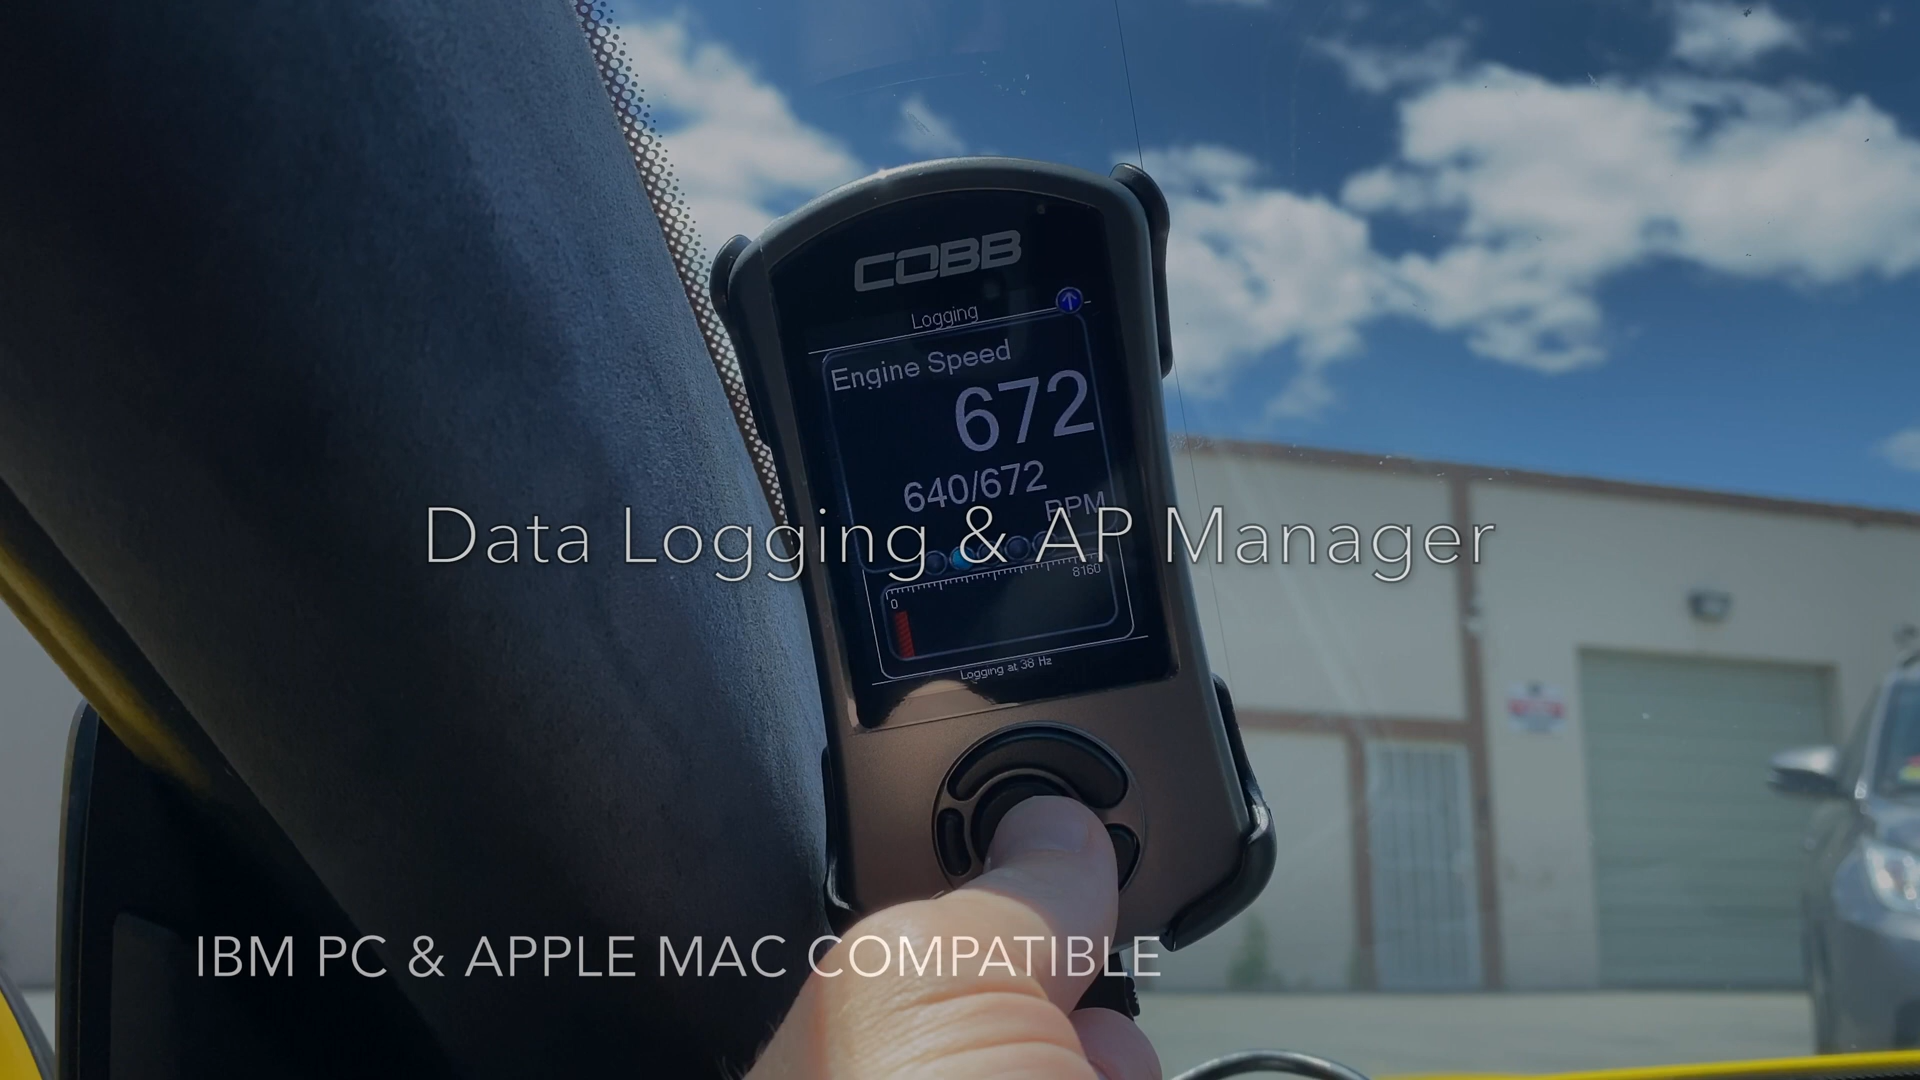 COBB
Logging
Engine Speed
672
640/672
RPM
Data Logging & AP Manager
0
8160
Logging at 38 Hz
IBM PC & APPLE MAC COMPATIBLE